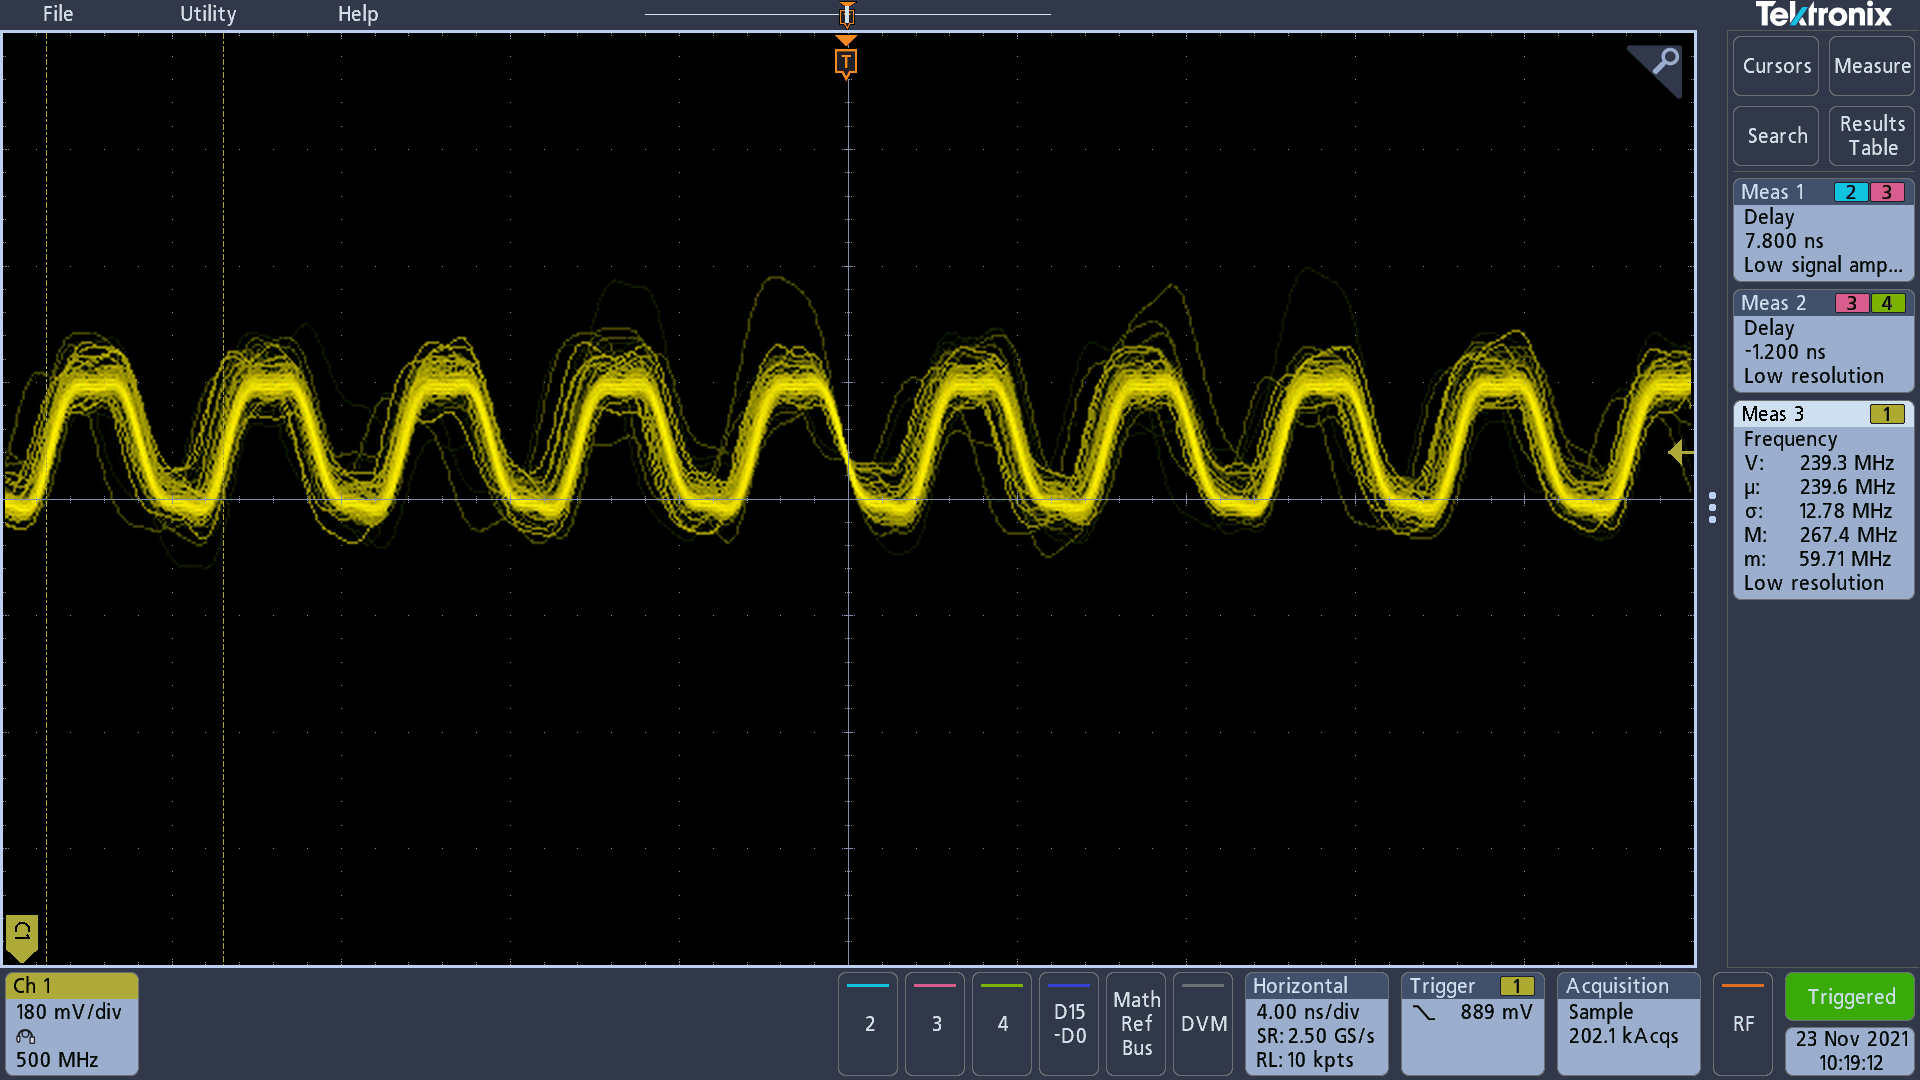 File Utility Help
Tektronix
T
Cursors Measure
Search Results Table
Meas 1 2 3
Delay
7.800 ns
Low signal amp...
Meas 2 3 4
Delay
-1.200 ns
Low resolution
Meas 3 1
Frequency
V: 239.3 MHz
μ: 239.6 MHz
σ: 12.78 MHz
M: 267.4 MHz
m: 59.71 MHz
Low resolution
C1
Ch 1
180 mV/div
500 MHz
2
3
4
D15
-D0
Math
Ref
Bus
DVM
Horizontal
4.00 ns/div
SR: 2.50 GS/s
RL: 10 kpts
Trigger 1
889 mV
Acquisition
Sample
202.1 kAcqs
RF
Triggered
23 Nov 2021
10:19:12